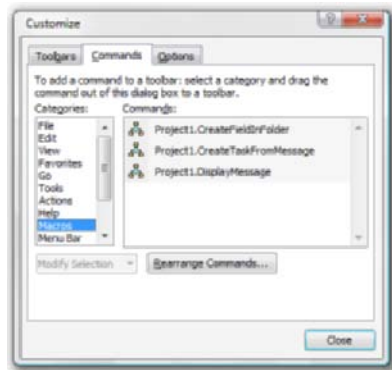 Customize
Toolbars Commands Options
To add a command to a toolbar: select a category and drag the
command out of this dialog box to a toolbar.
Categories: Commands:
File
Edit
View
Favorites
Go
Tools
Actions
Help
Macros
Menu Bar
Project1.CreateFieldInFolder
Project1.CreateTaskFromMessage
Project1.DisplayMessage
Modify Selection Rearrange Commands...
Close